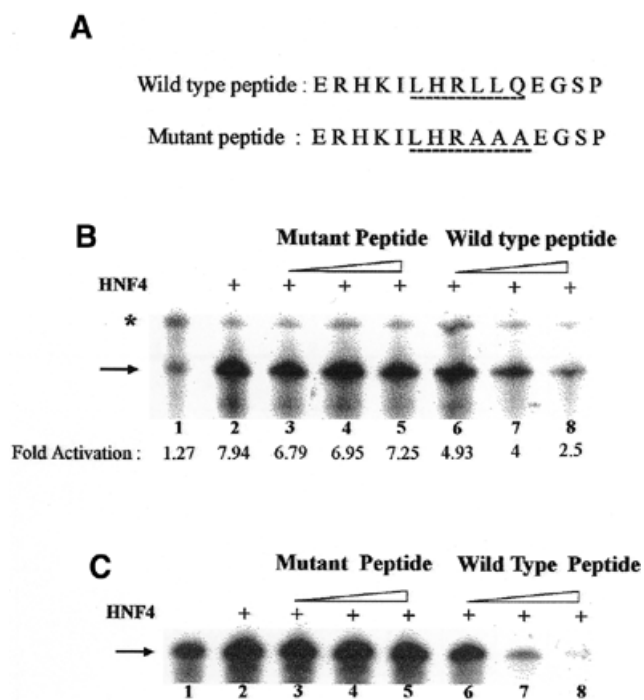 A
Wild type peptide : E R H K I L H R L L Q E G S P
Mutant peptide : E R H K I L H R A A A E G S P
B
Mutant Peptide Wild type peptide
HNF4 + + + + + + +
*
1 2 3 4 5 6 7 8
Fold Activation : 1.27 7.94 6.79 6.95 7.25 4.93 4 2.5
C
Mutant Peptide Wild Type Peptide
HNF4 + + + + + + +
1 2 3 4 5 6 7 8